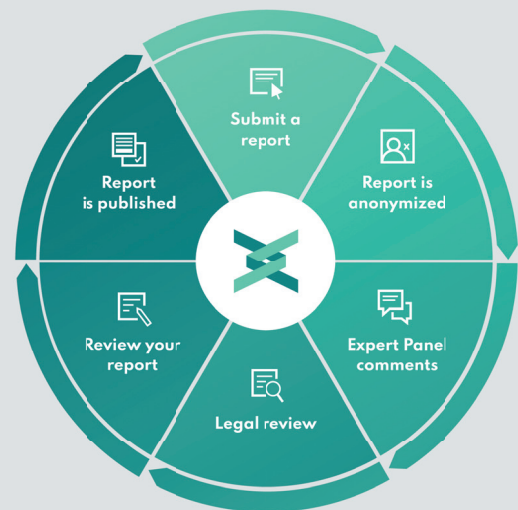 Submit a
report
Report is
anonymized
Expert Panel
comments
Legal review
Review your
report
Report
is published